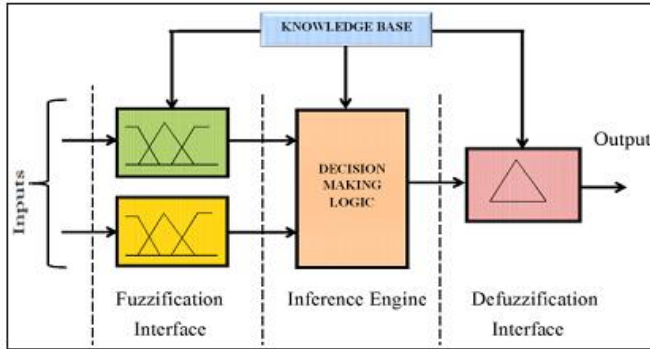 KNOWLEDGE BASE
Inputs
DECISION
MAKING
LOGIC
Output
Fuzzification
Interface
Inference Engine
Defuzzification
Interface